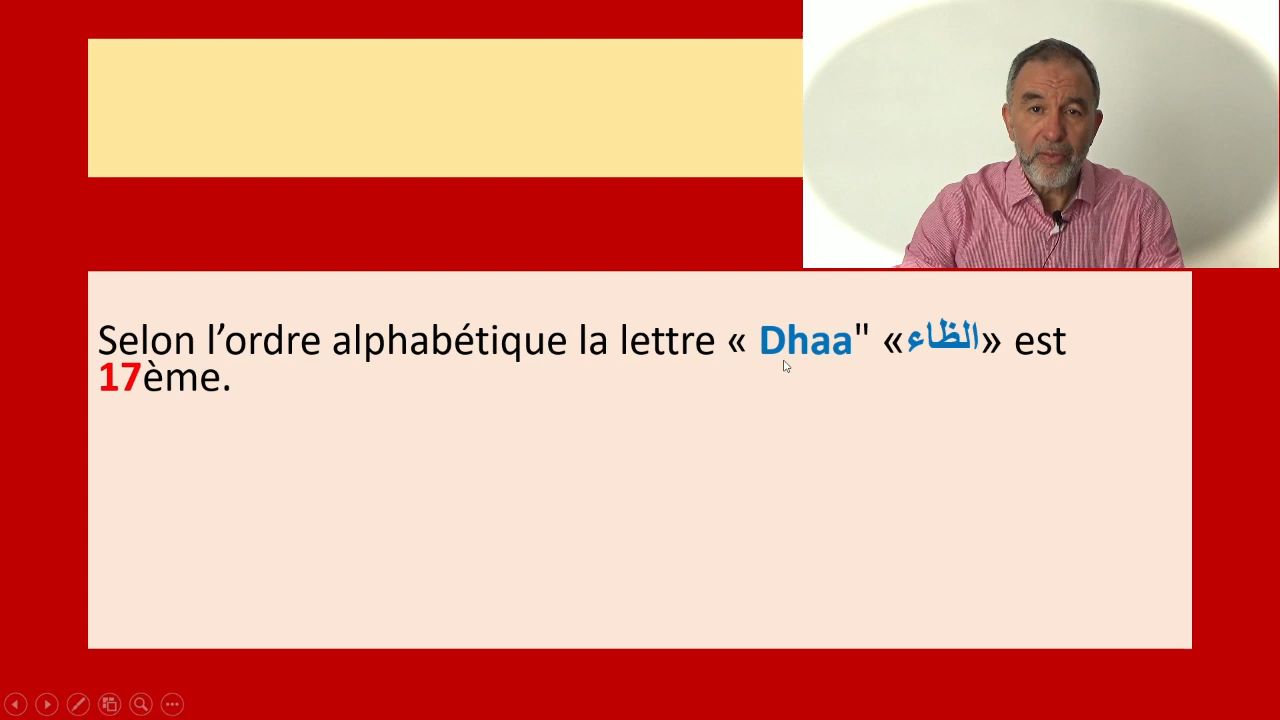 Selon l’ordre alphabétique la lettre « Dhaa" «الظاء» est
17ème.